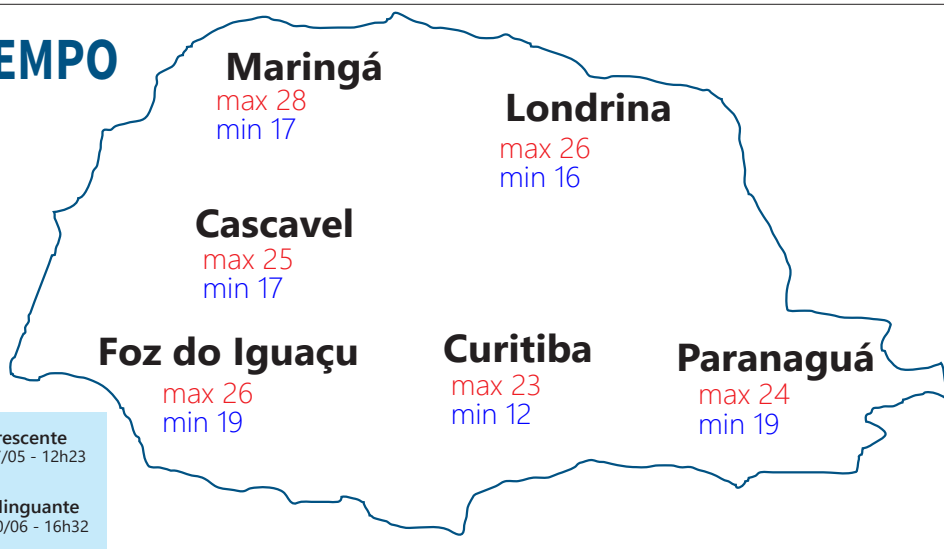 EMPO
Maringá
max 28
min 17
Londrina
max 26
min 16
Cascavel
max 25
min 17
Foz do Iguaçu
max 26
min 19
Curitiba
max 23
min 12
Paranaguá
max 24
min 19
rescente
/05 - 12h23
inguante
0/06 - 16h32